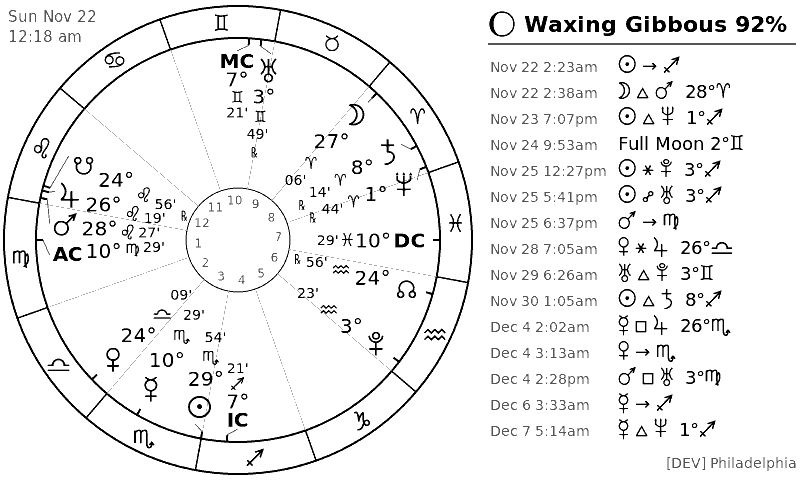 Sun Nov 22
12:18 am
☾ Waxing Gibbous 92%
Nov 22 2:23am ☉ → ♐
Nov 22 2:38am ☽ △ ♂ 28°♈
Nov 23 7:07pm ☉ △ ♆ 1°♐
Nov 24 9:53am Full Moon 2°♊
Nov 25 12:27pm ☉ ⚹ ⯓ 3°♐
Nov 25 5:41pm ☉ ☍ ♅ 3°♐
Nov 25 6:37pm ♂ → ♍
Nov 28 7:05am ♀ ⚹ ♃ 26°♎
Nov 29 6:26am ♅ △ ⯓ 3°♊
Nov 30 1:05am ☉ △ ♄ 8°♐
Dec 4 2:02am ☿ □ ♃ 26°♏
Dec 4 3:13am ♀ → ♏
Dec 4 2:28pm ♂ □ ♅ 3°♍
Dec 6 3:33am ☿ → ♐
Dec 7 5:14am ☿ △ ♆ 1°♐
[DEV] Philadelphia
♊
♉
♈
♓
♒
♑
♐
♏
♎
♍
♌
♋
MC 7° ♊ 21'
♅ 3° ♊ 49' ℞
☽ 27° ♈ 06'
♄ 8° ♈ 14' ℞
♆ 1° ♈ 44' ℞
DC 10° ♓ 29'
☊ 24° ♒ 56' ℞
⯓ 3° ♒ 23'
IC 7° ♐ 21'
☉ 29° ♏ 54'
☿ 10° ♏ 29'
♀ 24° ♎ 09'
AC 10° ♍ 29'
♂ 28° ♌ 27'
♃ 26° ♌ 19'
☋ 24° ♌ 56' ℞
1
2
3
4
5
6
7
8
9
10
11
12